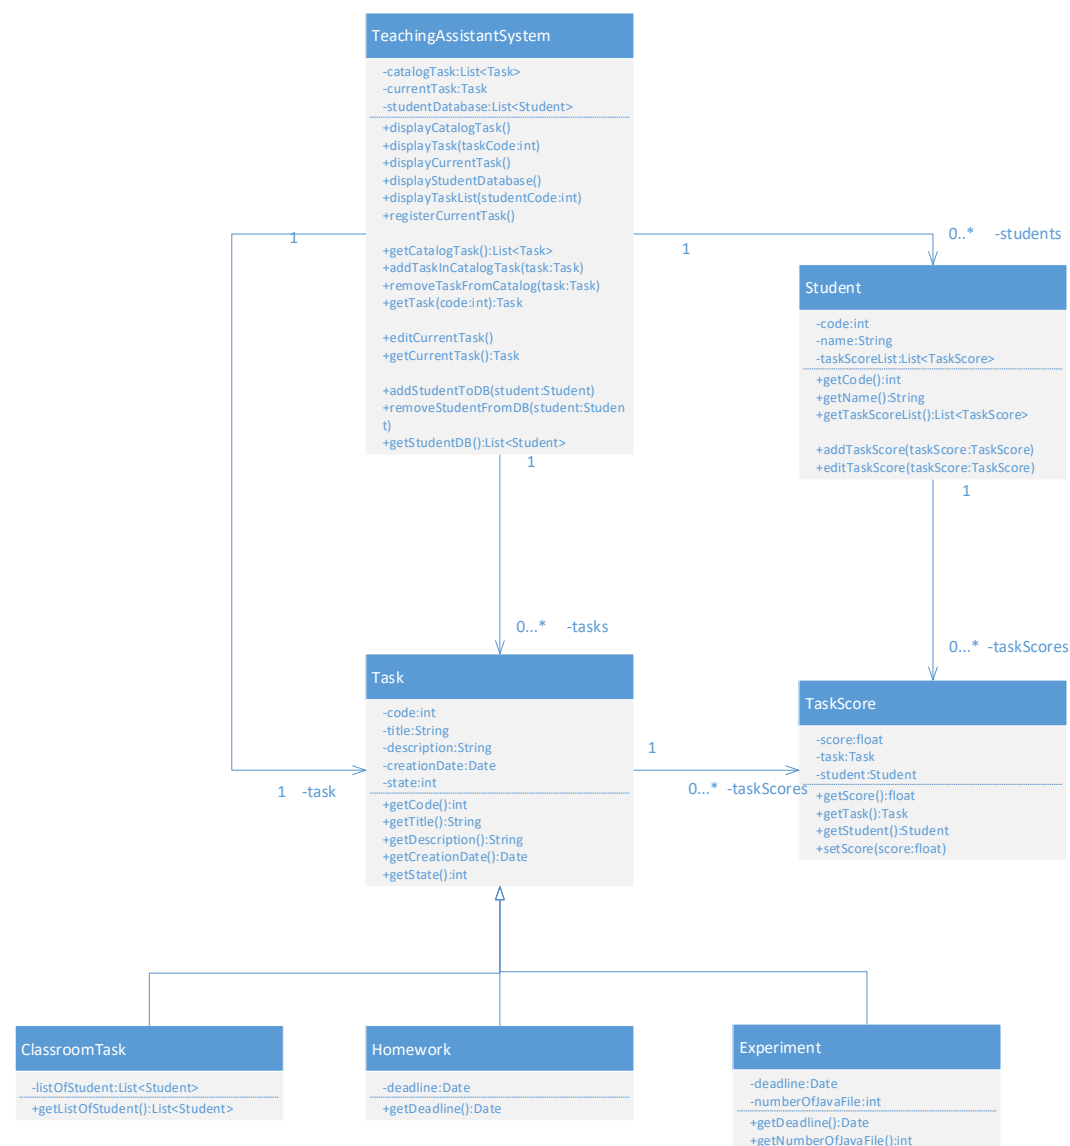 TeachingAssistantSystem
-catalogTask:List<Task>
-currentTask:Task
-studentDatabase:List<Student>
+displayCatalogTask()
+displayTask(taskCode:int)
+displayCurrentTask()
+displayStudentDatabase()
+displayTaskList(studentCode:int)
+registerCurrentTask()
+getCatalogTask():List<Task>
+addTaskInCatalogTask(task:Task)
+removeTaskFromCatalog(task:Task)
+getTask(code:int):Task
+editCurrentTask()
+getCurrentTask():Task
+addStudentToDB(student:Student)
+removeStudentFromDB(student:Studen
t)
+getStudentDB():List<Student>
1
1
0..* -students
Student
-code:int
-name:String
-taskScoreList:List<TaskScore>
+getCode():int
+getName():String
+getTaskScoreList():List<TaskScore>
+addTaskScore(taskScore:TaskScore)
+editTaskScore(taskScore:TaskScore)
1
1
0...* -tasks
0...* -taskScores
Task
-code:int
-title:String
-description:String
-creationDate:Date
-state:int
+getCode():int
+getTitle():String
+getDescription():String
+getCreationDate():Date
+getState():int
1 -task
1
0...* -taskScores
TaskScore
-score:float
-task:Task
-student:Student
+getScore():float
+getTask():Task
+getStudent():Student
+setScore(score:float)
ClassroomTask
-listOfStudent:List<Student>
+getListOfStudent():List<Student>
Homework
-deadline:Date
+getDeadline():Date
Experiment
-deadline:Date
-numberOfJavaFile:int
+getDeadline():Date
+getNumberOfJavaFile():int